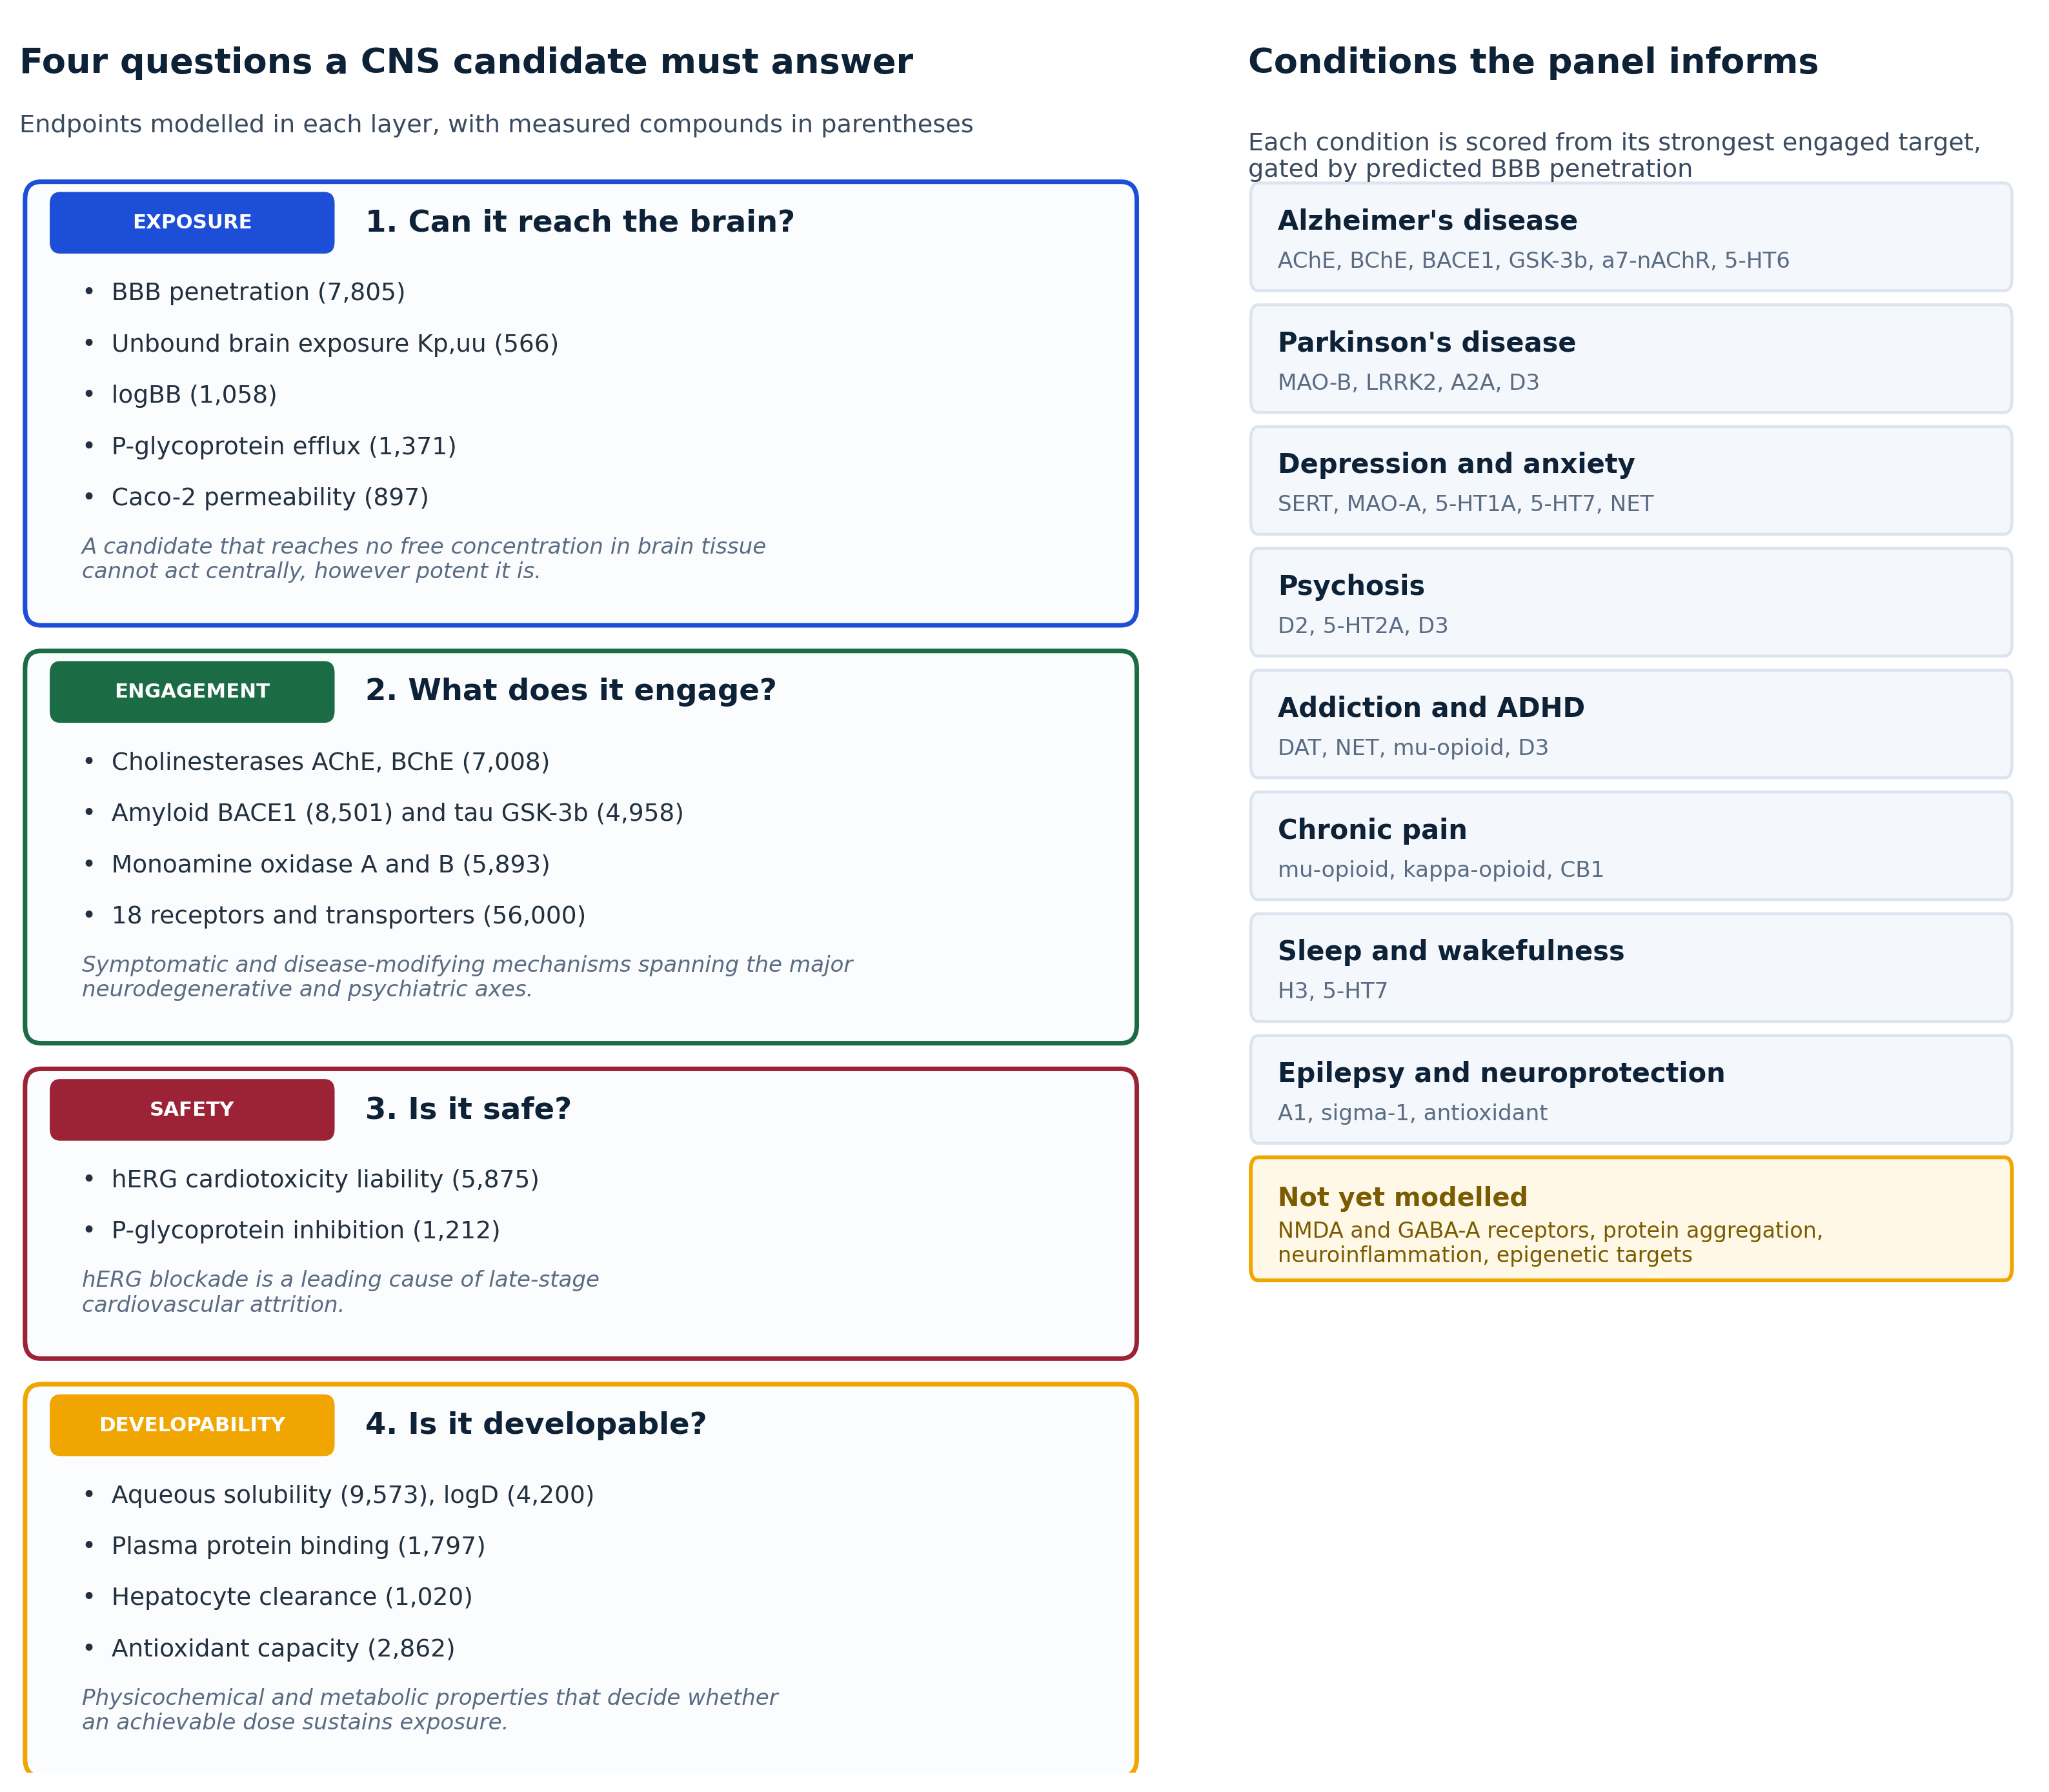 Four questions a CNS candidate must answer
Endpoints modelled in each layer, with measured compounds in parentheses
EXPOSURE
1. Can it reach the brain?
• BBB penetration (7,805)
• Unbound brain exposure Kp,uu (566)
• logBB (1,058)
• P-glycoprotein efflux (1,371)
• Caco-2 permeability (897)
A candidate that reaches no free concentration in brain tissue
cannot act centrally, however potent it is.
ENGAGEMENT
2. What does it engage?
• Cholinesterases AChE, BChE (7,008)
• Amyloid BACE1 (8,501) and tau GSK-3b (4,958)
• Monoamine oxidase A and B (5,893)
• 18 receptors and transporters (56,000)
Symptomatic and disease-modifying mechanisms spanning the major
neurodegenerative and psychiatric axes.
SAFETY
3. Is it safe?
• hERG cardiotoxicity liability (5,875)
• P-glycoprotein inhibition (1,212)
hERG blockade is a leading cause of late-stage
cardiovascular attrition.
DEVELOPABILITY
4. Is it developable?
• Aqueous solubility (9,573), logD (4,200)
• Plasma protein binding (1,797)
• Hepatocyte clearance (1,020)
• Antioxidant capacity (2,862)
Physicochemical and metabolic properties that decide whether
an achievable dose sustains exposure.
Conditions the panel informs
Each condition is scored from its strongest engaged target,
gated by predicted BBB penetration
Alzheimer's disease
AChE, BChE, BACE1, GSK-3b, a7-nAChR, 5-HT6
Parkinson's disease
MAO-B, LRRK2, A2A, D3
Depression and anxiety
SERT, MAO-A, 5-HT1A, 5-HT7, NET
Psychosis
D2, 5-HT2A, D3
Addiction and ADHD
DAT, NET, mu-opioid, D3
Chronic pain
mu-opioid, kappa-opioid, CB1
Sleep and wakefulness
H3, 5-HT7
Epilepsy and neuroprotection
A1, sigma-1, antioxidant
Not yet modelled
NMDA and GABA-A receptors, protein aggregation,
neuroinflammation, epigenetic targets